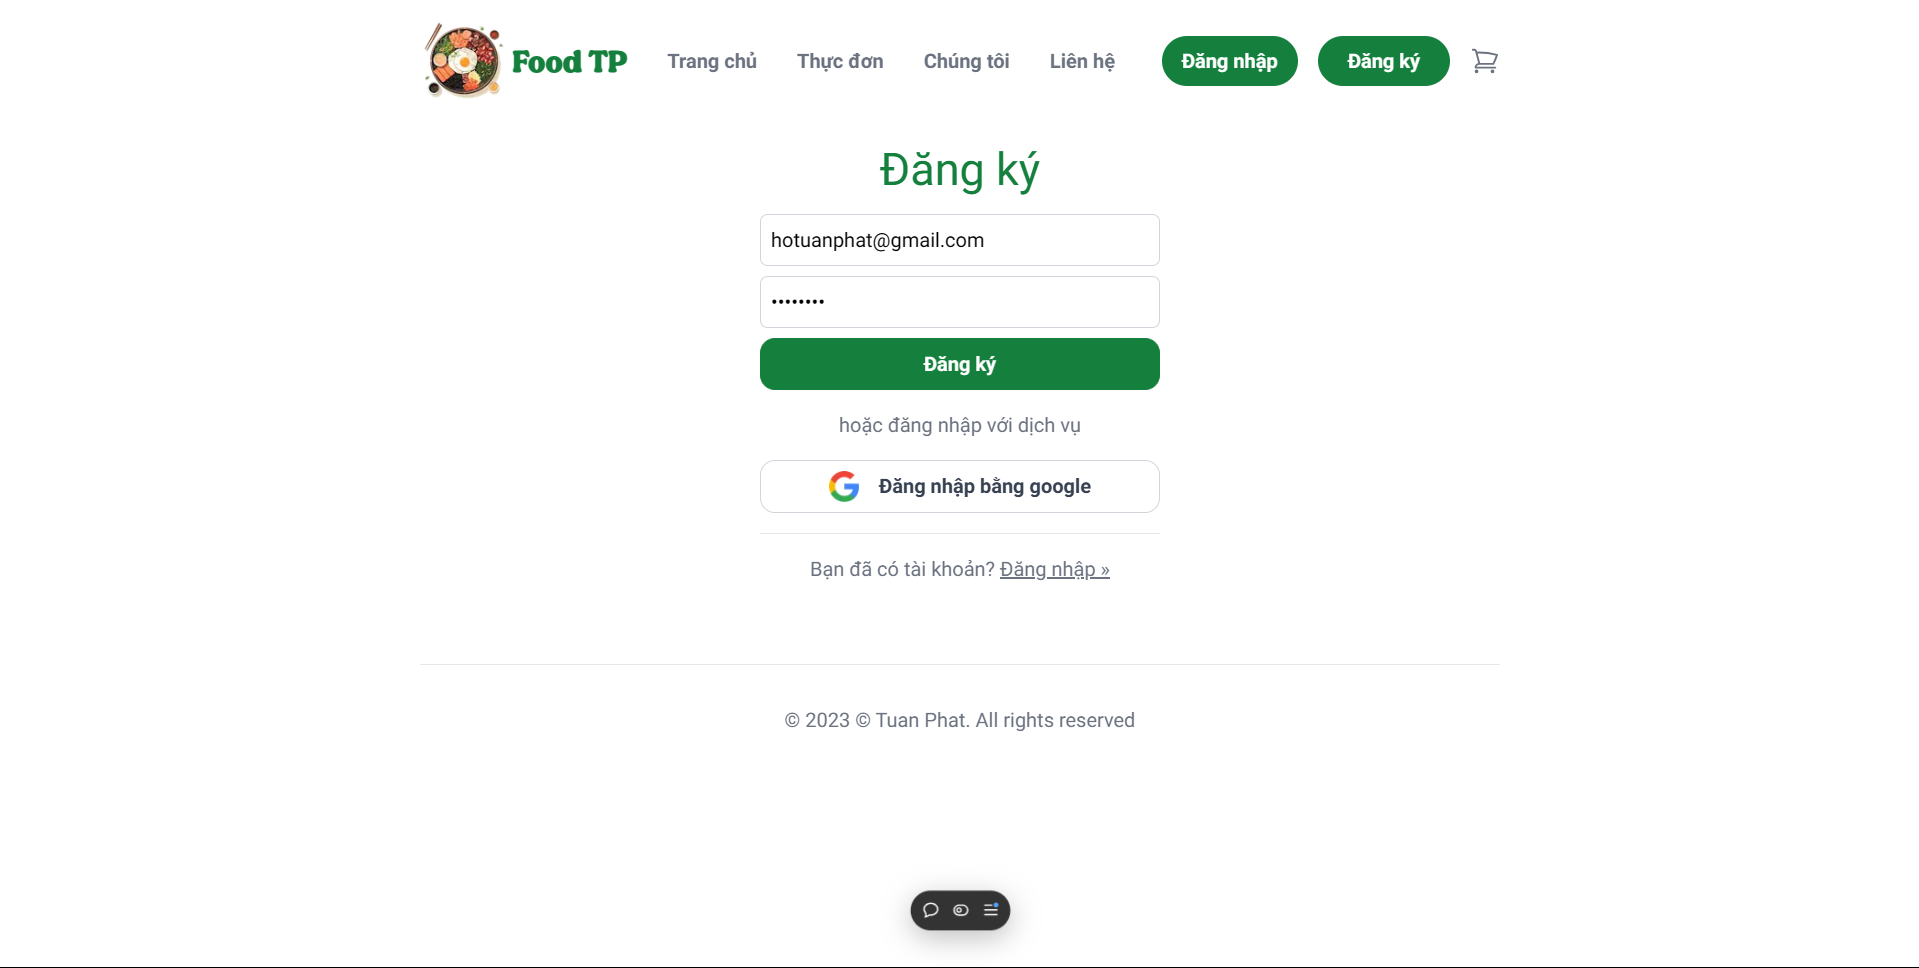 Food TP
Trang chủ
Thực đơn
Chúng tôi
Liên hệ
Đăng nhập
Đăng ký
Đăng ký
hotuanphat@gmail.com
••••••••
Đăng ký
hoặc đăng nhập với dịch vụ
Đăng nhập bằng google
Bạn đã có tài khoản? Đăng nhập »
© 2023 © Tuan Phat. All rights reserved